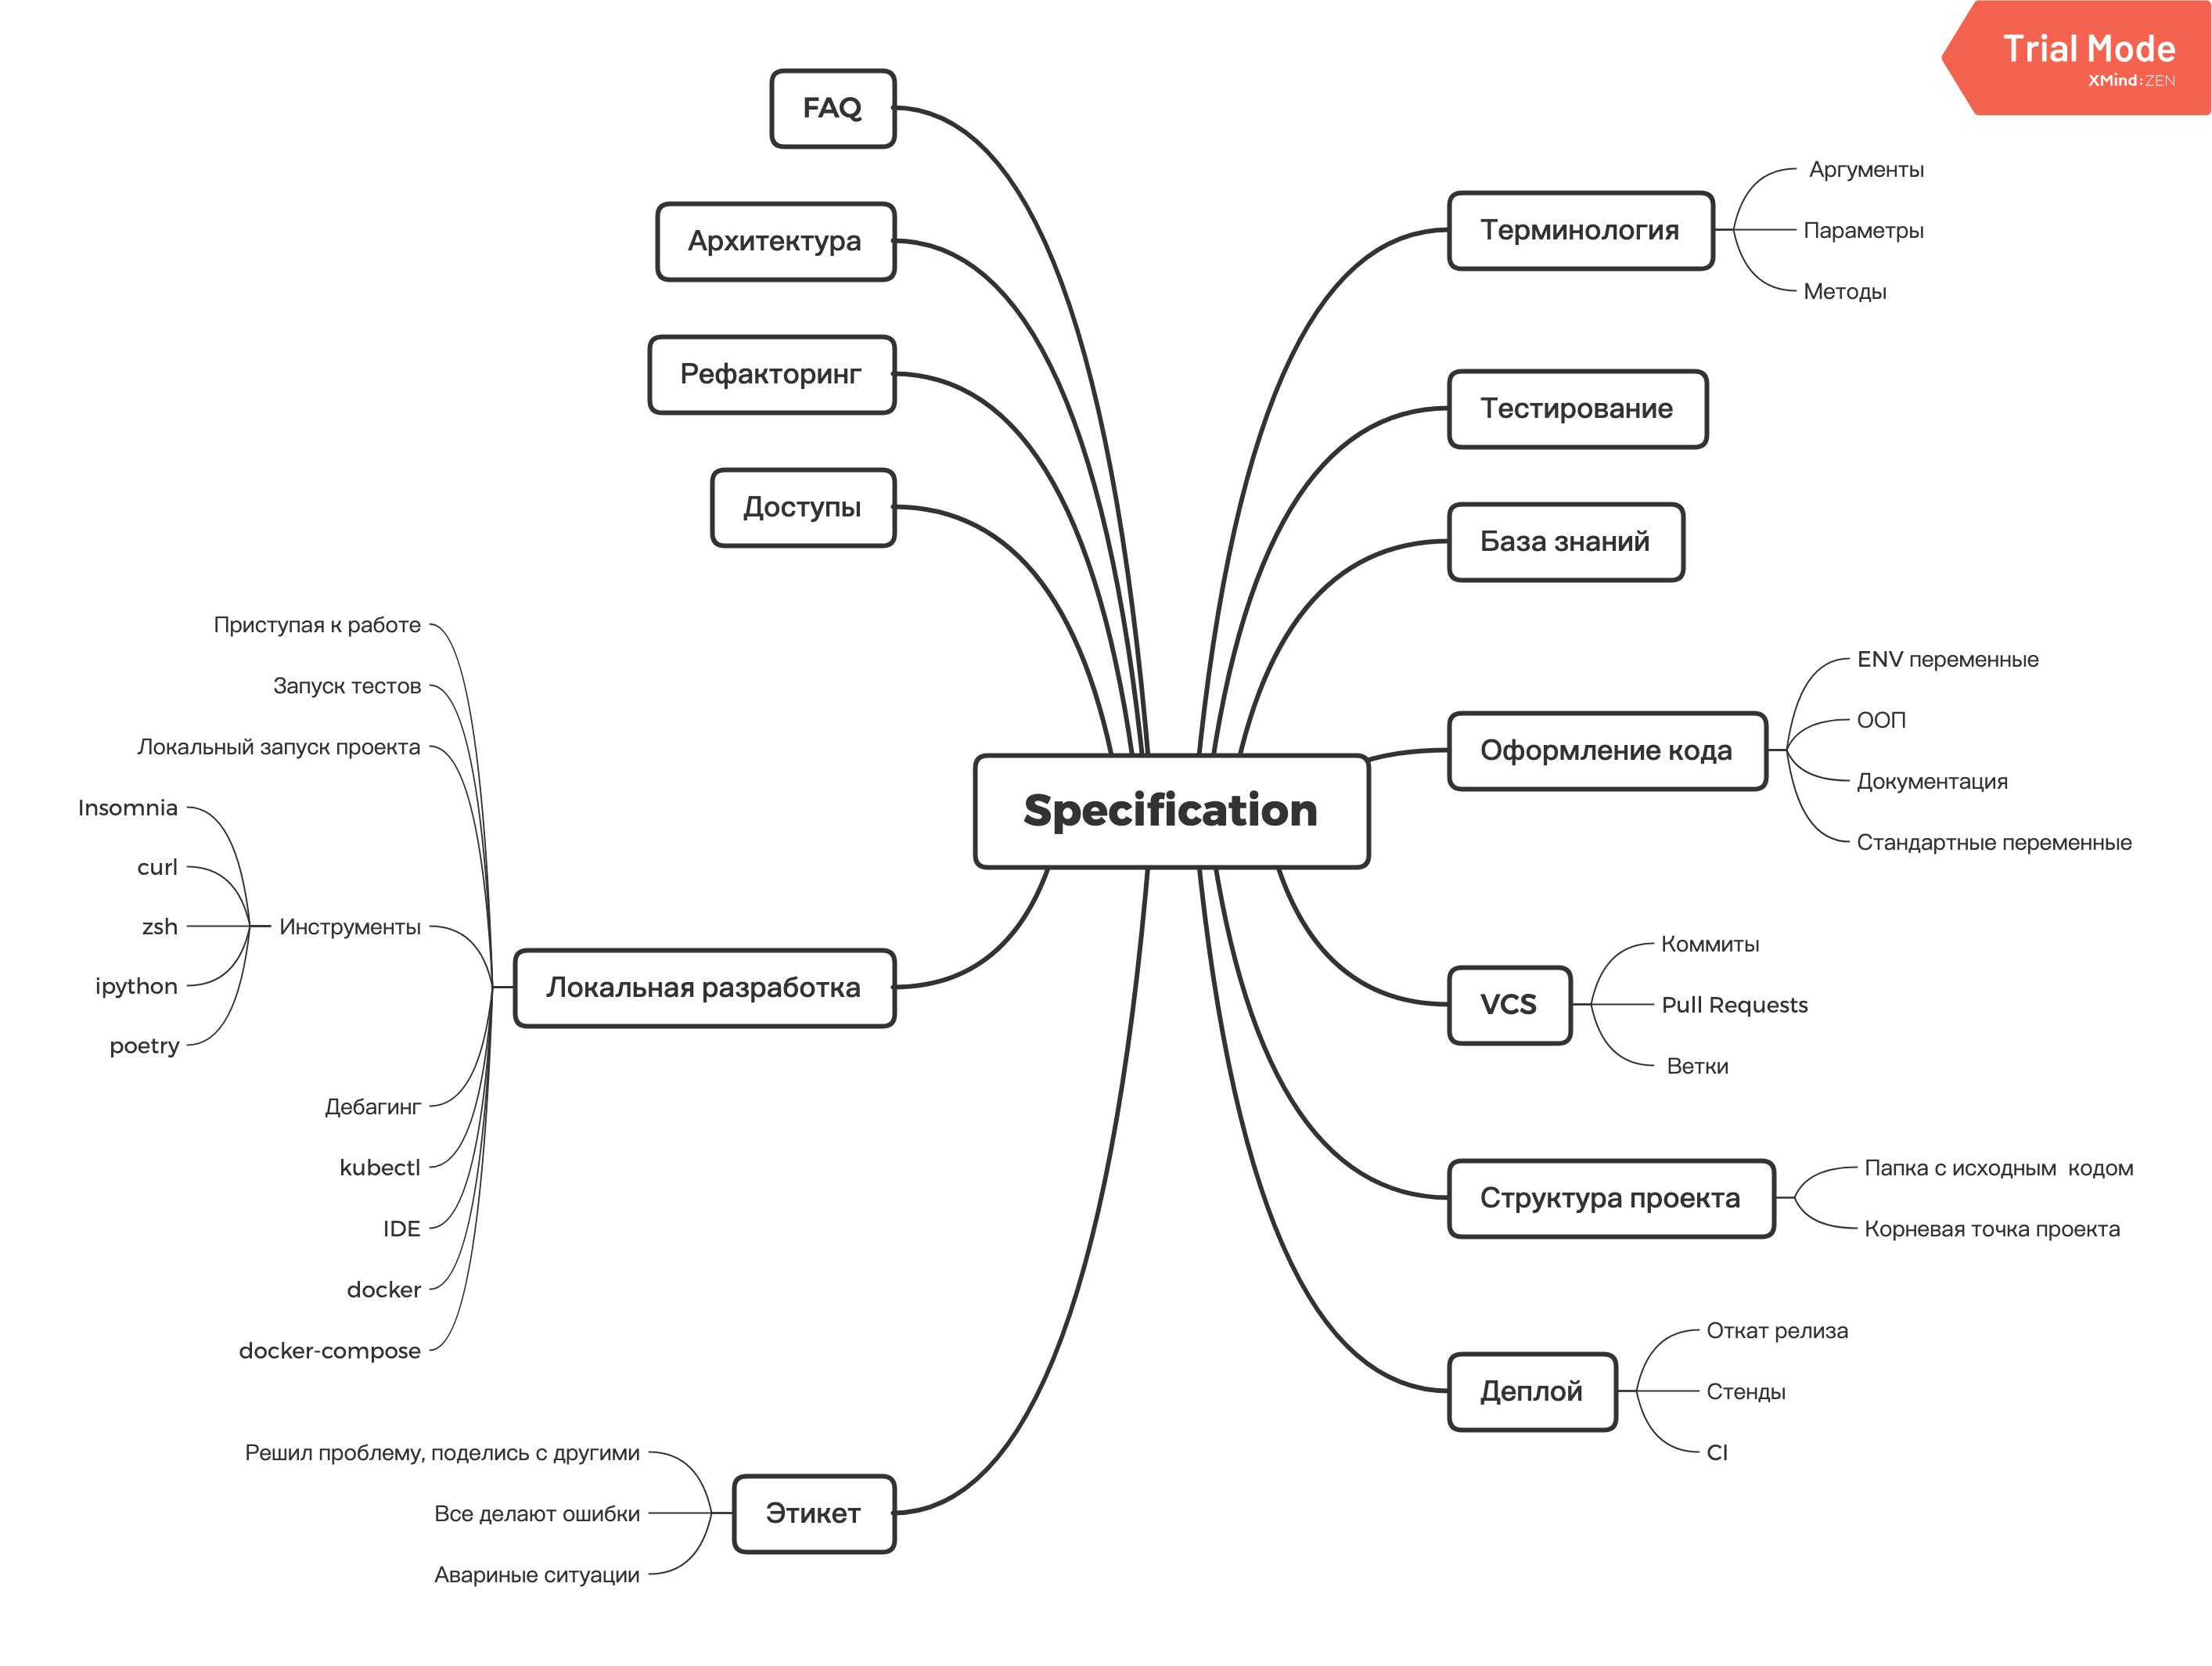 Trial Mode
XMind:ZEN
Specification
Терминология
Аргументы
Параметры
Методы
Тестирование
База знаний
Оформление кода
ENV переменные
ООП
Документация
Стандартные переменные
VCS
Коммиты
Pull Requests
Ветки
Структура проекта
Папка с исходным  кодом
Корневая точка проекта
Деплой
Откат релиза
Стенды
CI
FAQ
Архитектура
Рефакторинг
Доступы
Локальная разработка
Приступая к работе
Запуск тестов
Локальный запуск проекта
Инструменты
Insomnia
curl
zsh
ipython
poetry
Дебагинг
kubectl
IDE
docker
docker-compose
Этикет
Решил проблему, поделись с другими
Все делают ошибки
Авариные ситуации